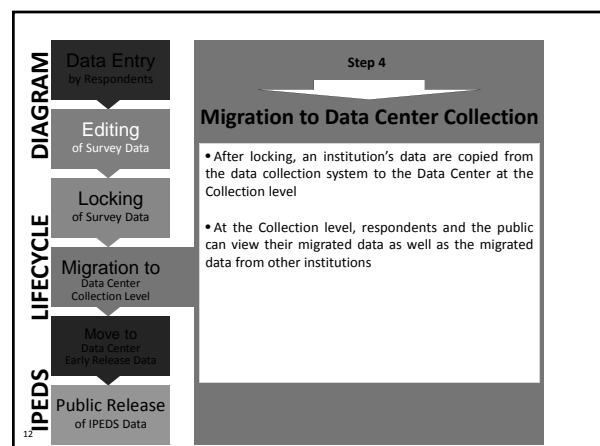 IPEDS LIFECYCLE DIAGRAM
Data Entry
by Respondents
Editing
of Survey Data
Locking
of Survey Data
Migration to
Data Center
Collection Level
Move to
Data Center
Early Release Data
Public Release
of IPEDS Data
Step 4
Migration to Data Center Collection
•After locking, an institution’s data are copied from
the data collection system to the Data Center at the
Collection level
•At the Collection level, respondents and the public
can view their migrated data as well as the migrated
data from other institutions
12